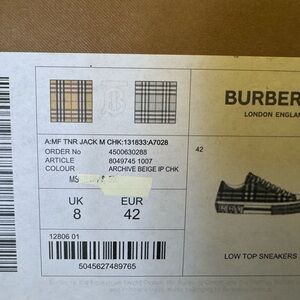 BURBER
LONDON ENGLA
A:MF TNR JACK M CHK:131833:A7028
ORDER No 4500630288
ARTICLE 8049745 1007
COLOUR ARCHIVE BEIGE IP CHK
42
UK EUR
8 42
12806 01
5045627489765
LOW TOP SNEAKERS